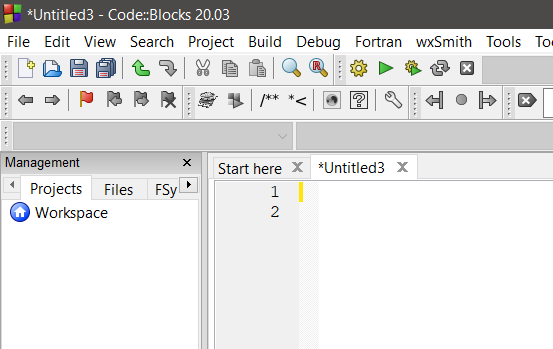 *Untitled3 - Code::Blocks 20.03
File Edit View Search Project Build Debug Fortran wxSmith Tools
/** *<
Management
Projects Files FSy
Workspace
Start here *Untitled3
1
2